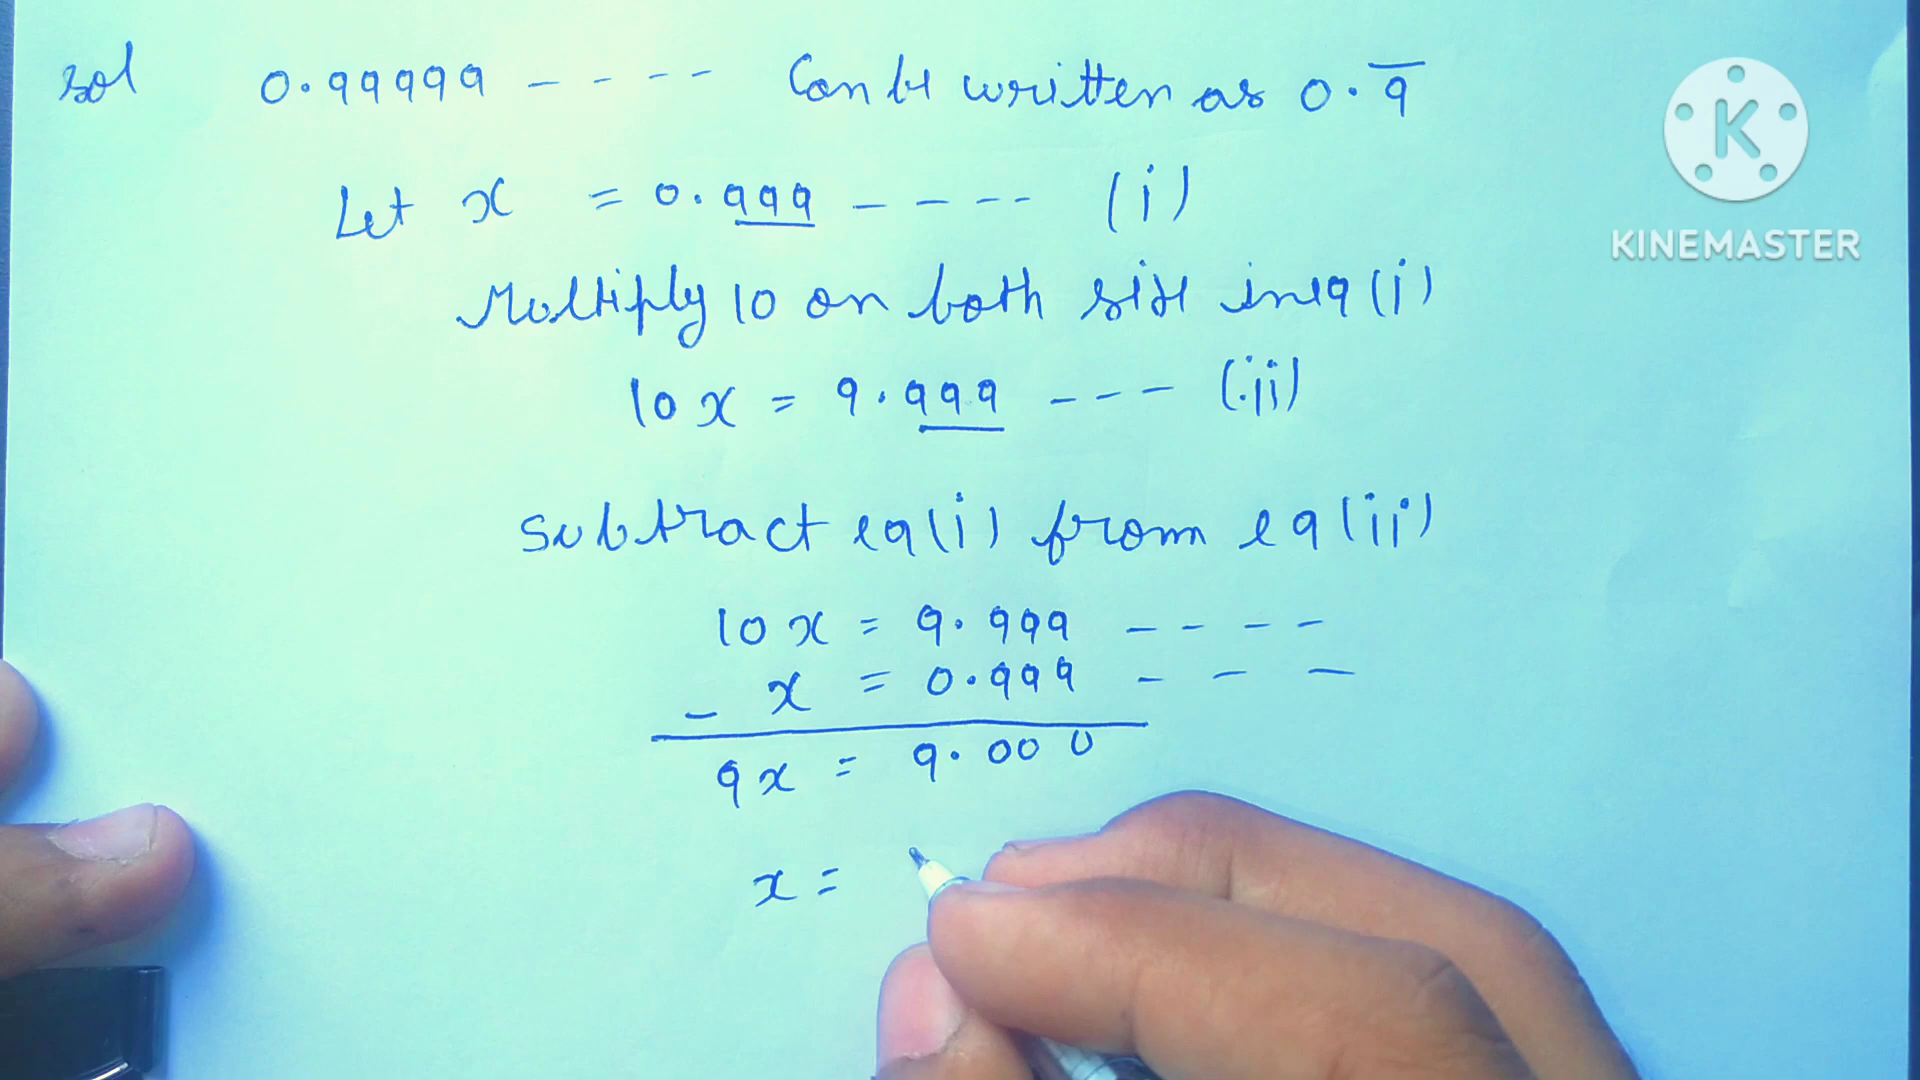 sol 0.99999 - - - - Can be written as 0.9̅
Let x = 0.999 - - - - (i)
KINEMASTER
Multiply 10 on both side in eq (i)
10x = 9.999 - - - (ii)
Subtract eq (i) from eq (ii)
10x = 9.999 - - - -
- x = 0.999 - - -
9x = 9.000
x =